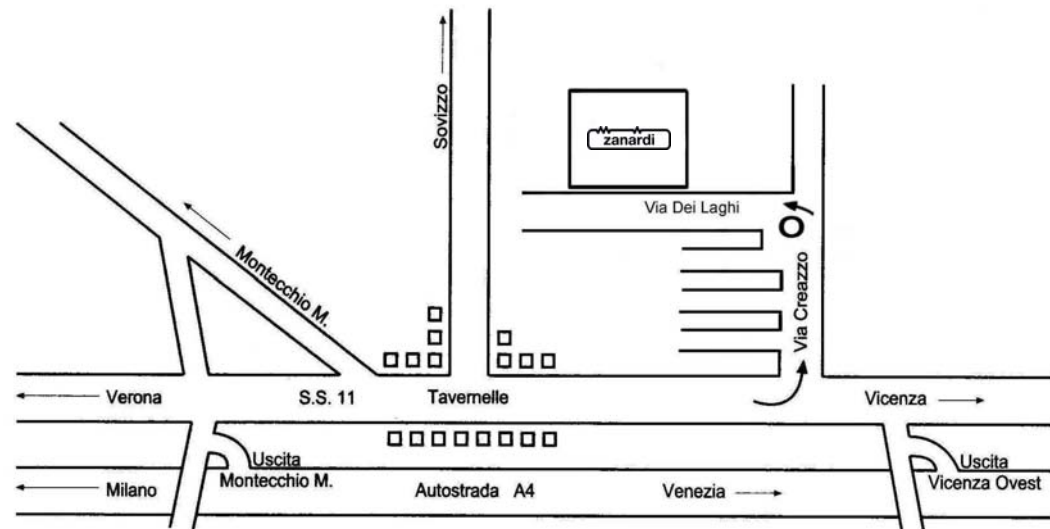 Sovizzo
zanardi
Via Dei Laghi
Montecchio M.
Via Creazzo
Verona
S.S. 11
Tavernelle
Vicenza
Uscita
Montecchio M.
Uscita
Vicenza Ovest
Milano
Autostrada A4
Venezia